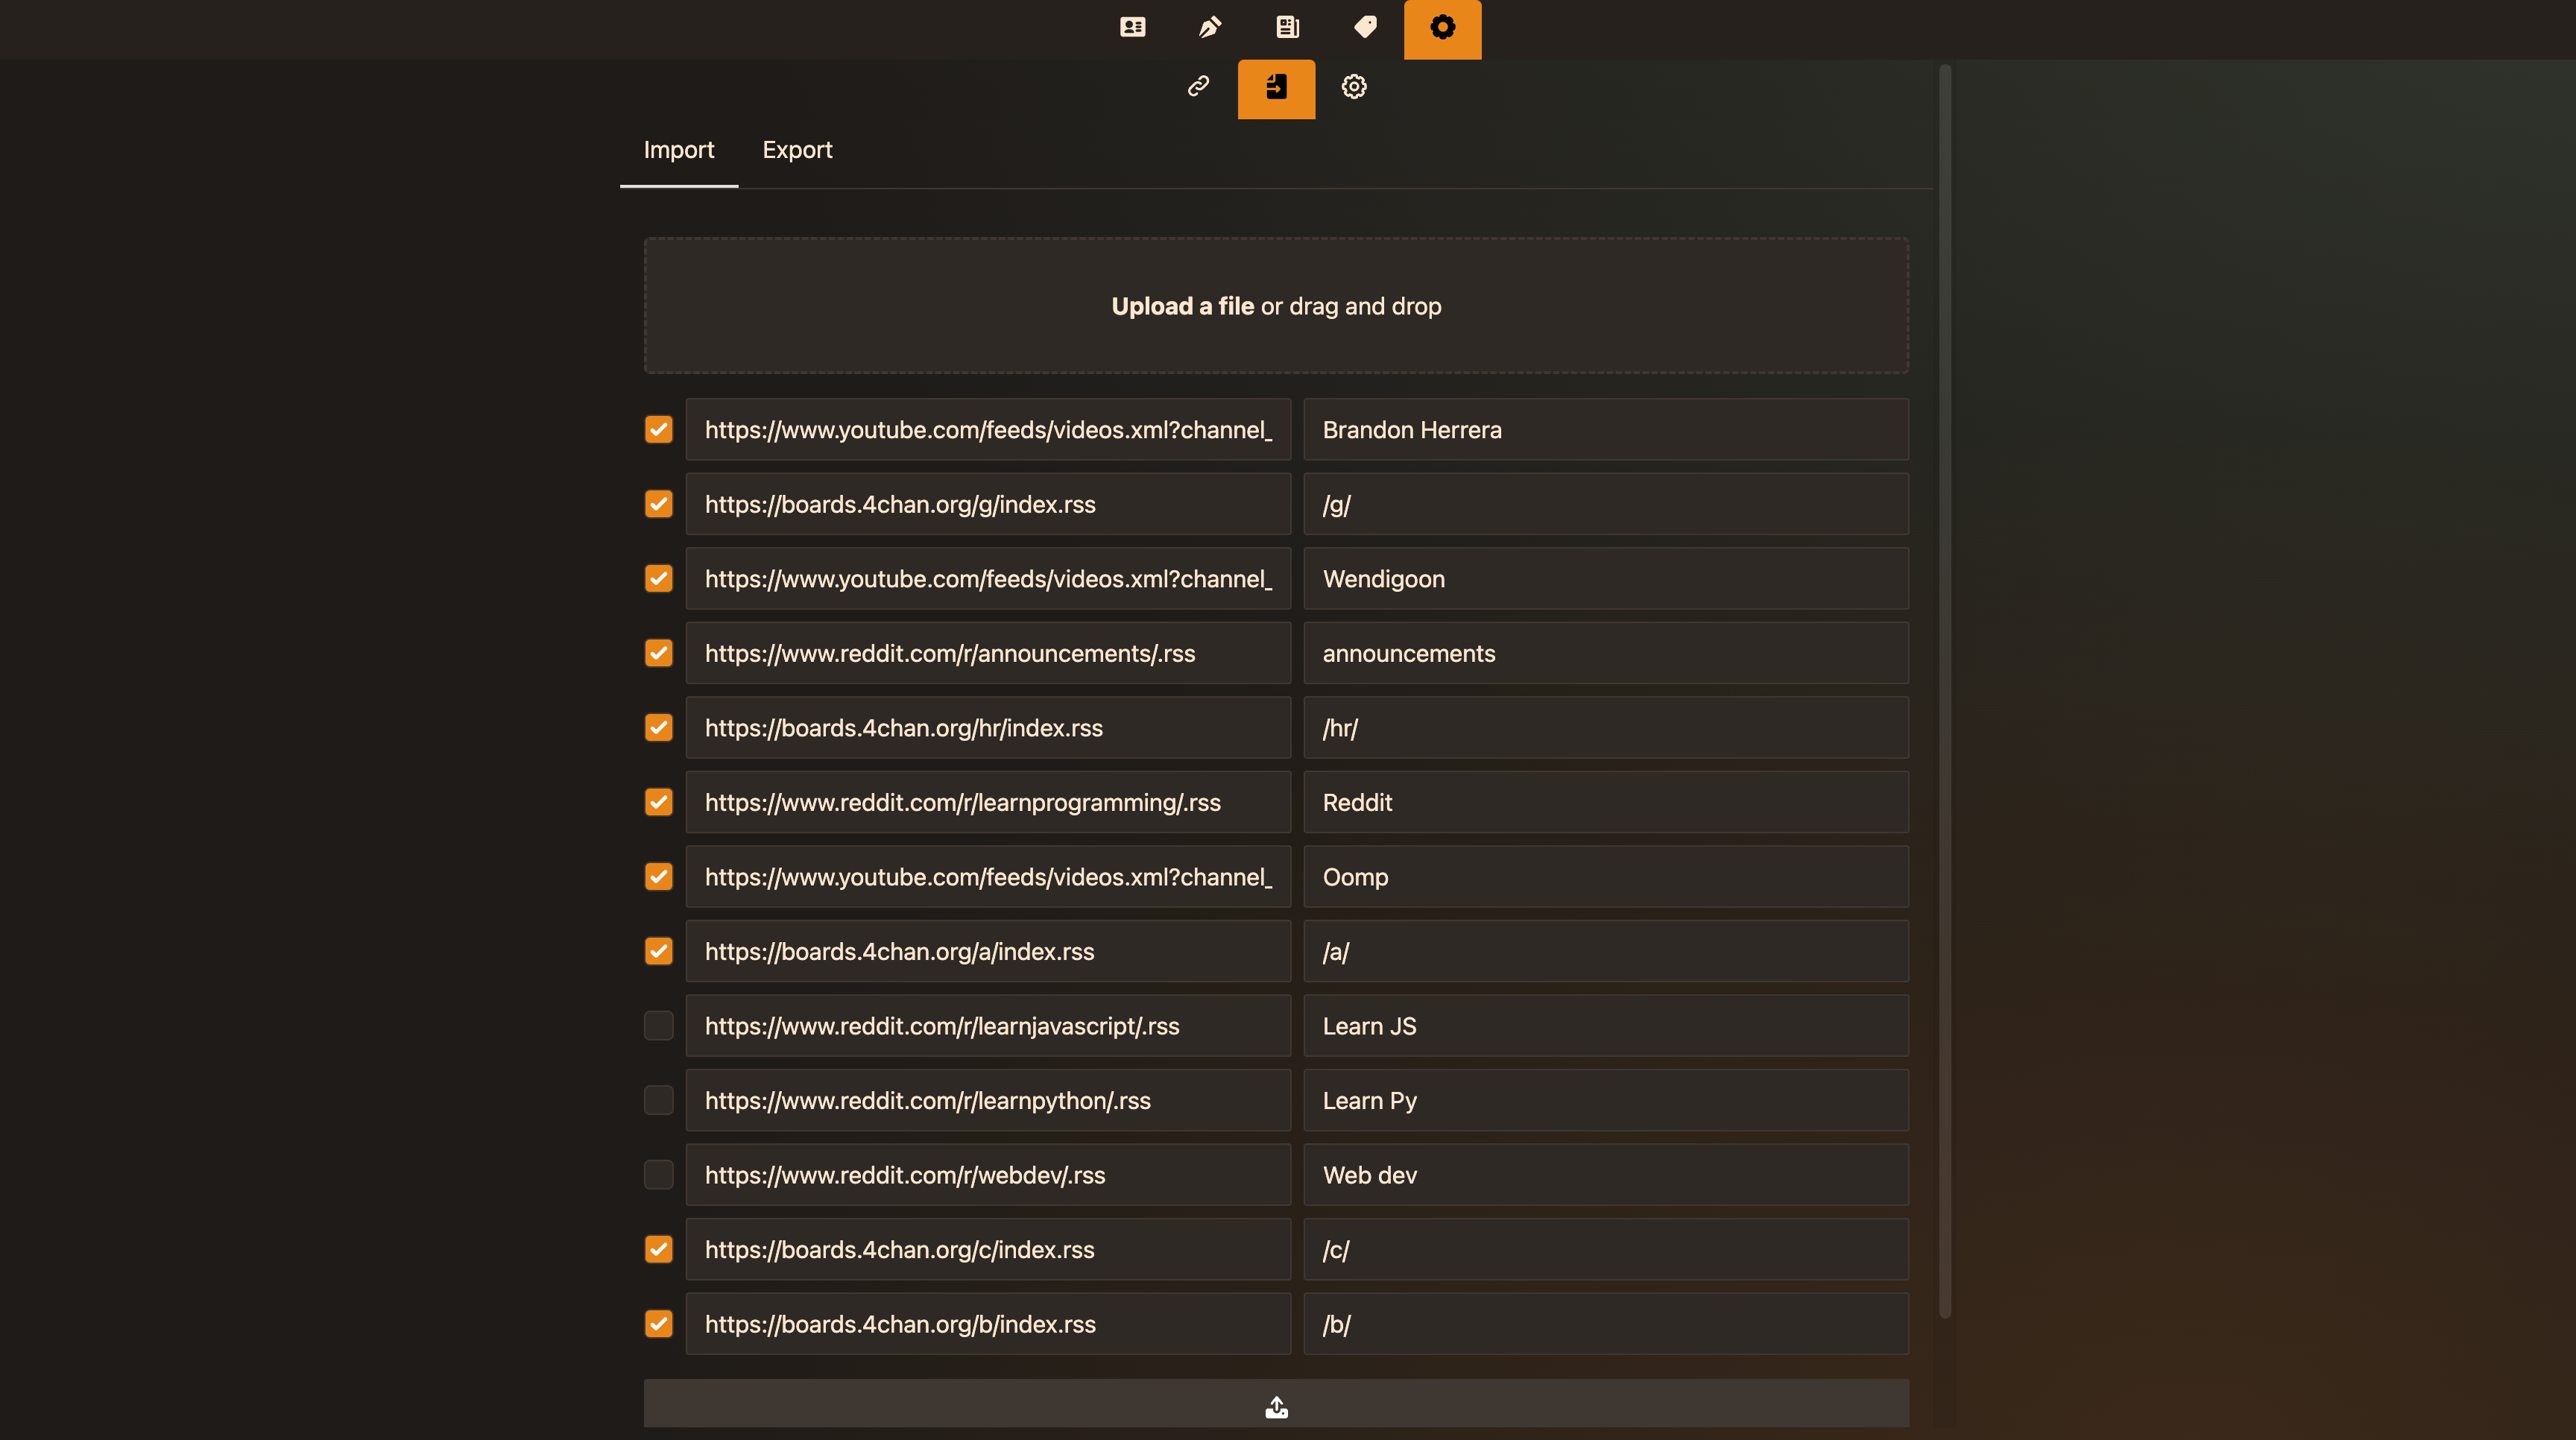 Import Export
Upload a file or drag and drop
https://www.youtube.com/feeds/videos.xml?channel_ Brandon Herrera
https://boards.4chan.org/g/index.rss /g/
https://www.youtube.com/feeds/videos.xml?channel_ Wendigoon
https://www.reddit.com/r/announcements/.rss announcements
https://boards.4chan.org/hr/index.rss /hr/
https://www.reddit.com/r/learnprogramming/.rss Reddit
https://www.youtube.com/feeds/videos.xml?channel_ Oomp
https://boards.4chan.org/a/index.rss /a/
https://www.reddit.com/r/learnjavascript/.rss Learn JS
https://www.reddit.com/r/learnpython/.rss Learn Py
https://www.reddit.com/r/webdev/.rss Web dev
https://boards.4chan.org/c/index.rss /c/
https://boards.4chan.org/b/index.rss /b/